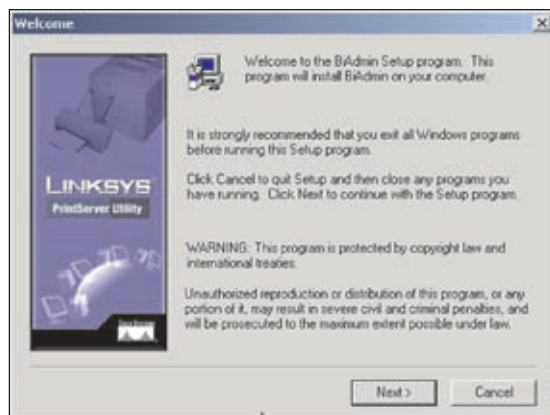 Welcome
Welcome to the BiAdmin Setup program. This
program will install BiAdmin on your computer.
It is strongly recommended that you exit all Windows programs
before running this Setup program.
Click Cancel to quit Setup and then close any programs you
have running. Click Next to continue with the Setup program.
LINKSYS
PrintServer Utility
WARNING: This program is protected by copyright law and
international treaties.
Unauthorized reproduction or distribution of this program, or any
portion of it, may result in severe civil and criminal penalties, and
will be prosecuted to the maximum extent possible under law.
Next >
Cancel